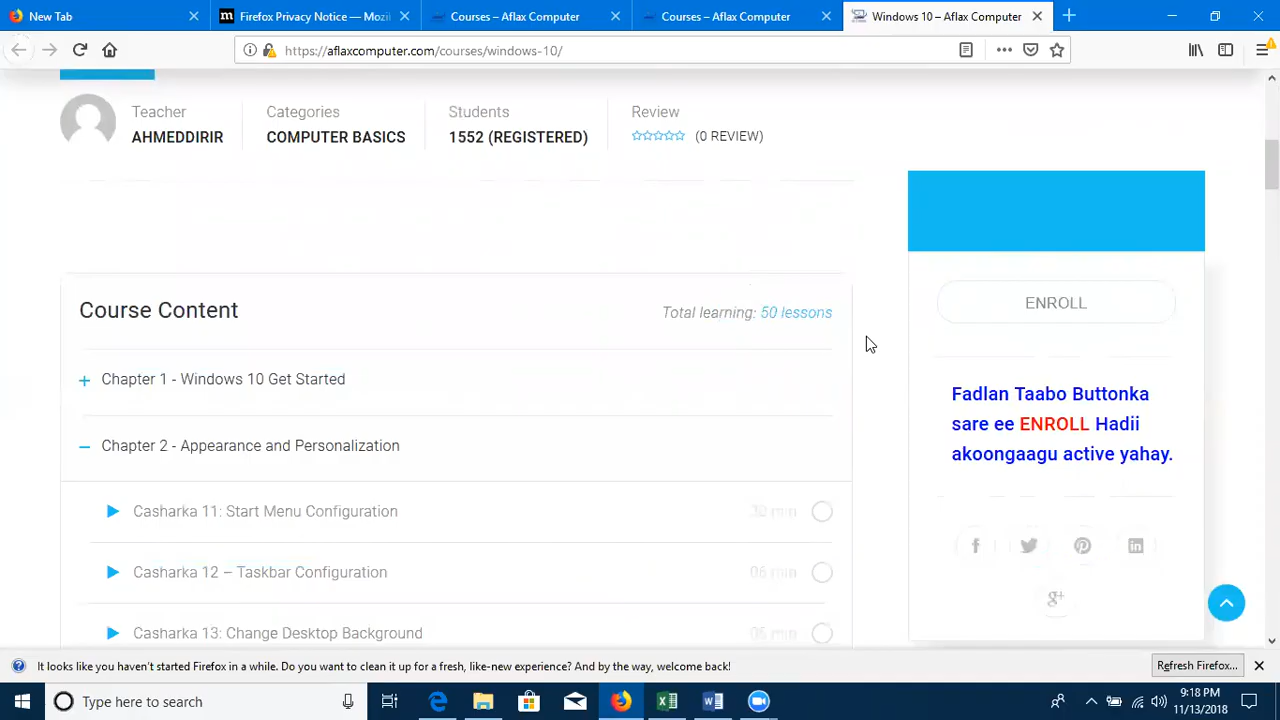 New Tab
Firefox Privacy Notice — Mozil
Courses – Aflax Computer
Courses – Aflax Computer
Windows 10 – Aflax Computer
https://aflaxcomputer.com/courses/windows-10/
Teacher
AHMEDDIRIR
Categories
COMPUTER BASICS
Students
1552 (REGISTERED)
Review
(0 REVIEW)
Course Content
Total learning: 50 lessons
Chapter 1 - Windows 10 Get Started
Chapter 2 - Appearance and Personalization
Casharka 11: Start Menu Configuration
Casharka 12 – Taskbar Configuration
06 min
Casharka 13: Change Desktop Background
06 min
ENROLL
Fadlan Taabo Buttonka
sare ee ENROLL Hadii
akoongaagu active yahay.
It looks like you haven't started Firefox in a while. Do you want to clean it up for a fresh, like-new experience? And by the way, welcome back!
Refresh Firefox...
Type here to search
9:18 PM
11/13/2018